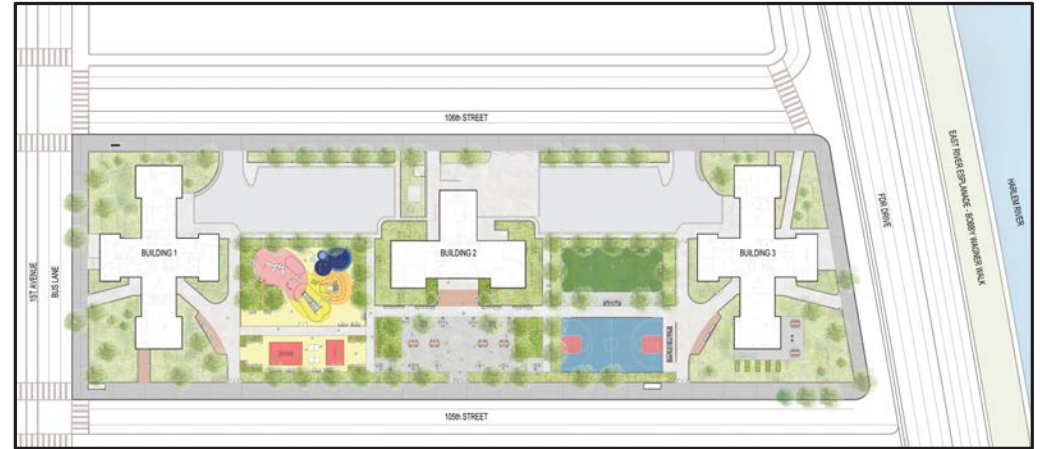 106th STREET
1ST AVENUE
BUS LANE
BUILDING 1
BUILDING 2
BUILDING 3
FDR DRIVE
EAST RIVER ESPLANADE - BOBBY WAGNER WALK
HARLEM RIVER
105th STREET